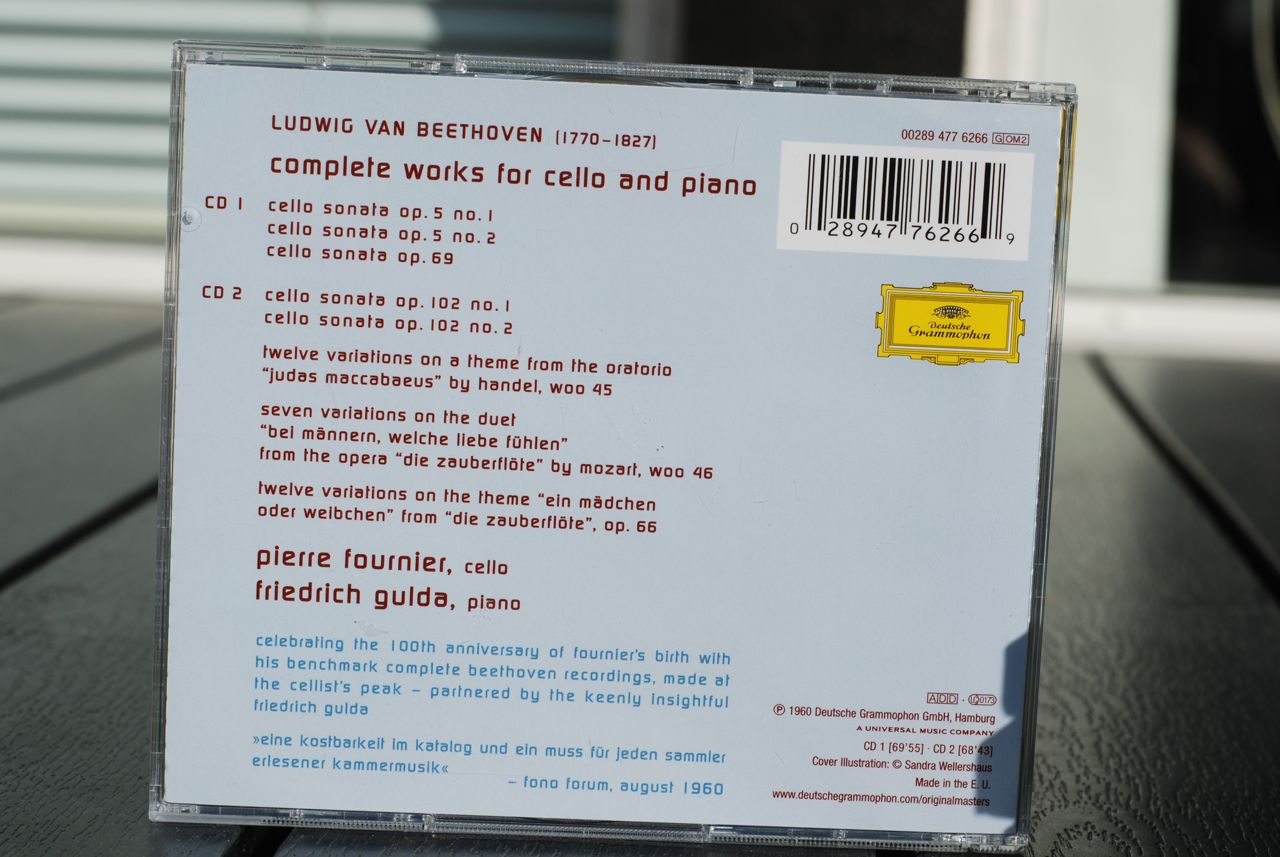 LUDWIG VAN BEETHOVEN (1770–1827)
complete works for cello and piano
CD 1 cello sonata op. 5 no. 1
cello sonata op. 5 no. 2
cello sonata op. 69
CD 2 cello sonata op. 102 no. 1
cello sonata op. 102 no. 2
twelve variations on a theme from the oratorio
“judas maccabaeus” by handel, woo 45
seven variations on the duet
“bei männern, welche liebe fühlen”
from the opera “die zauberflöte” by mozart, woo 46
twelve variations on the theme “ein mädchen
oder weibchen” from “die zauberflöte”, op. 66
pierre fournier, cello
friedrich gulda, piano
celebrating the 100th anniversary of fournier's birth with
his benchmark complete beethoven recordings, made at
the cellist's peak – partnered by the keenly insightful
friedrich gulda
»eine kostbarkeit im katalog und ein muss für jeden sammler
erlesener kammermusik«
– fono forum, august 1960
00289 477 6266 G OM2
0 28947 76266 9
Deutsche
Grammophon
ADD · LC 0173
℗ 1960 Deutsche Grammophon GmbH, Hamburg
A UNIVERSAL MUSIC COMPANY
CD 1 [69'55] · CD 2 [68'43]
Cover Illustration: © Sandra Wellershaus
Made in the E. U.
www.deutschegrammophon.com/originalmasters